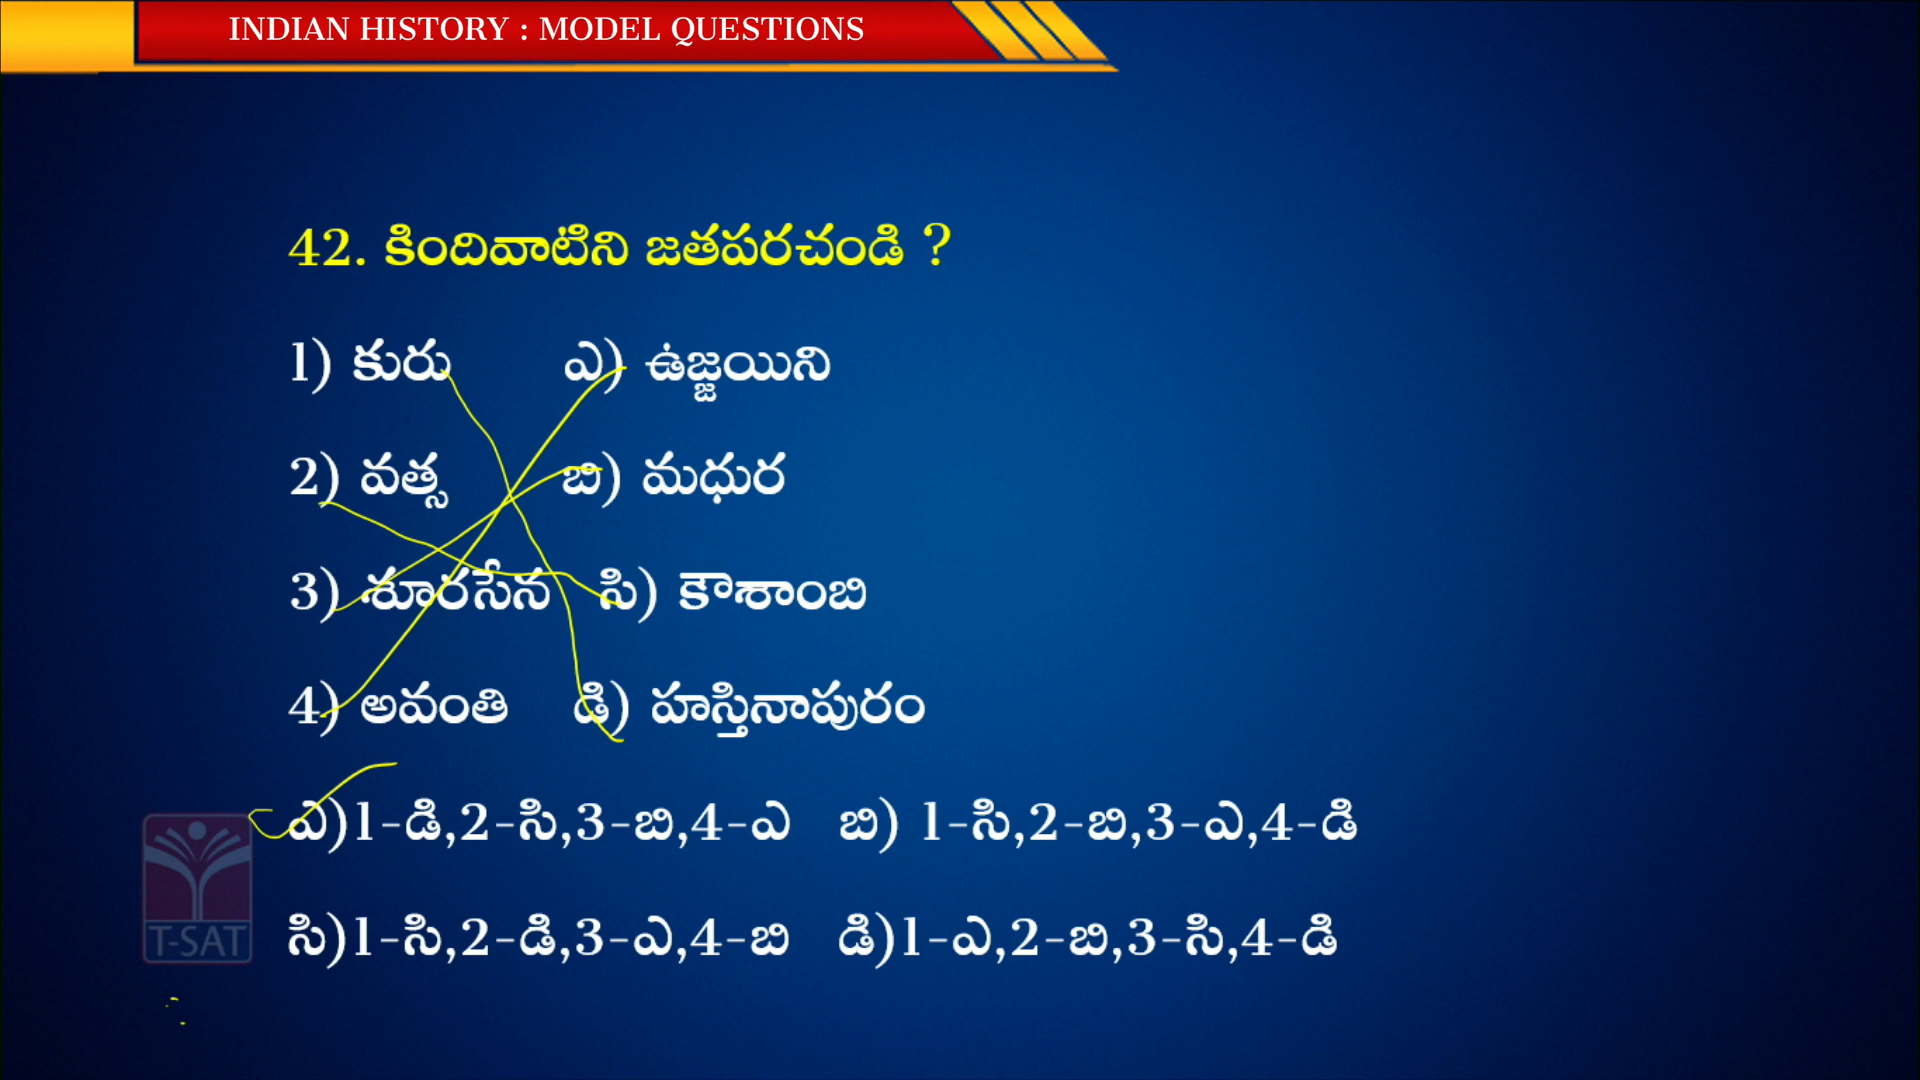 INDIAN HISTORY : MODEL QUESTIONS
42. కిందివాటిని జతపరచండి ?
1) కురు ఎ) ఉజ్జయిని
2) వత్స బి) మధుర
3) శూరసేన సి) కౌశాంబి
4) అవంతి డి) హస్తినాపురం
ఎ)1-డి,2-సి,3-బి,4-ఎ బి) 1-సి,2-బి,3-ఎ,4-డి
సి)1-సి,2-డి,3-ఎ,4-బి డి)1-ఎ,2-బి,3-సి,4-డి
T-SAT